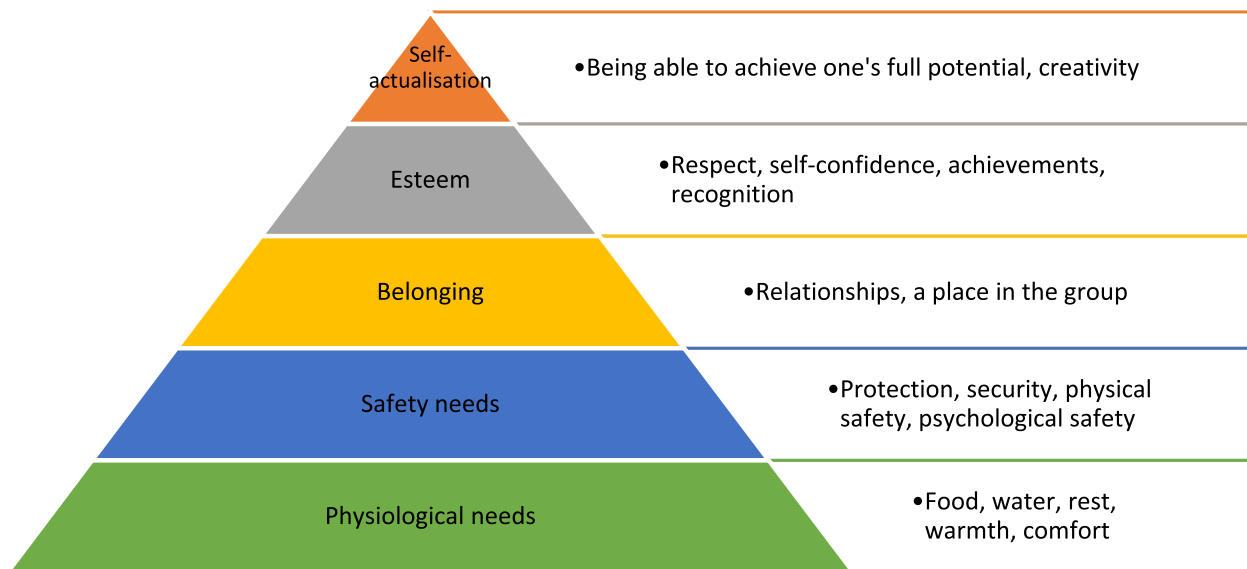 Self-
actualisation
•Being able to achieve one's full potential, creativity
Esteem
•Respect, self-confidence, achievements,
recognition
Belonging
•Relationships, a place in the group
Safety needs
•Protection, security, physical
safety, psychological safety
Physiological needs
•Food, water, rest,
warmth, comfort